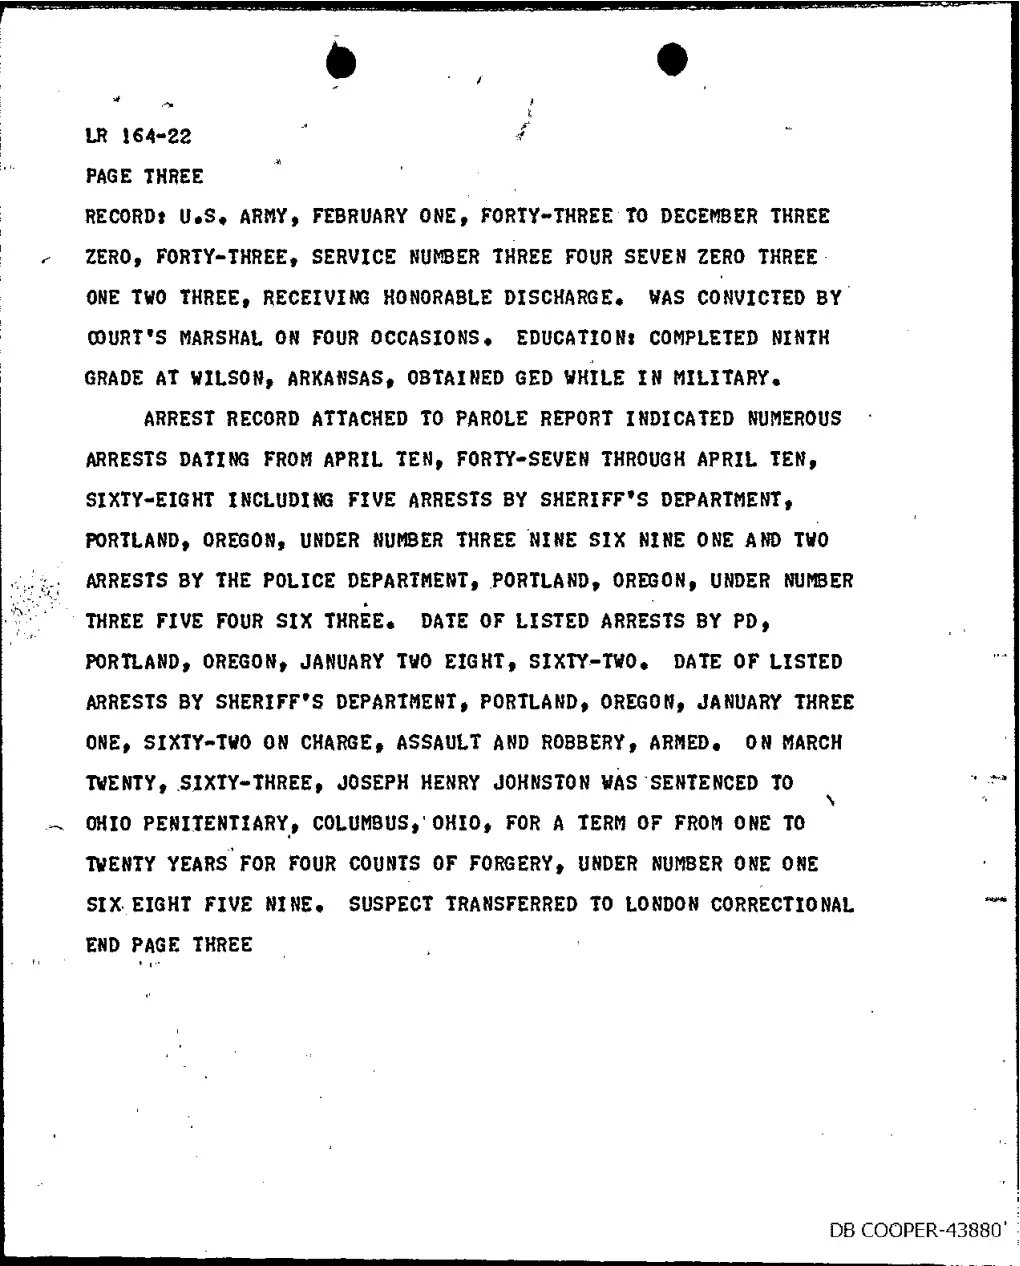 LR 164-22
PAGE THREE
RECORD: U.S. ARMY, FEBRUARY ONE, FORTY-THREE TO DECEMBER THREE
ZERO, FORTY-THREE, SERVICE NUMBER THREE FOUR SEVEN ZERO THREE
ONE TWO THREE, RECEIVING HONORABLE DISCHARGE. WAS CONVICTED BY
COURT'S MARSHAL ON FOUR OCCASIONS. EDUCATION: COMPLETED NINTH
GRADE AT WILSON, ARKANSAS, OBTAINED GED WHILE IN MILITARY.
ARREST RECORD ATTACHED TO PAROLE REPORT INDICATED NUMEROUS
ARRESTS DATING FROM APRIL TEN, FORTY-SEVEN THROUGH APRIL TEN,
SIXTY-EIGHT INCLUDING FIVE ARRESTS BY SHERIFF'S DEPARTMENT,
PORTLAND, OREGON, UNDER NUMBER THREE NINE SIX NINE ONE AND TWO
ARRESTS BY THE POLICE DEPARTMENT, PORTLAND, OREGON, UNDER NUMBER
THREE FIVE FOUR SIX THREE. DATE OF LISTED ARRESTS BY PD,
PORTLAND, OREGON, JANUARY TWO EIGHT, SIXTY-TWO. DATE OF LISTED
ARRESTS BY SHERIFF'S DEPARTMENT, PORTLAND, OREGON, JANUARY THREE
ONE, SIXTY-TWO ON CHARGE, ASSAULT AND ROBBERY, ARMED. ON MARCH
TWENTY, SIXTY-THREE, JOSEPH HENRY JOHNSTON WAS SENTENCED TO
OHIO PENITENTIARY, COLUMBUS, OHIO, FOR A TERM OF FROM ONE TO
TWENTY YEARS FOR FOUR COUNTS OF FORGERY, UNDER NUMBER ONE ONE
SIX EIGHT FIVE NINE. SUSPECT TRANSFERRED TO LONDON CORRECTIONAL
END PAGE THREE
DB COOPER-43880